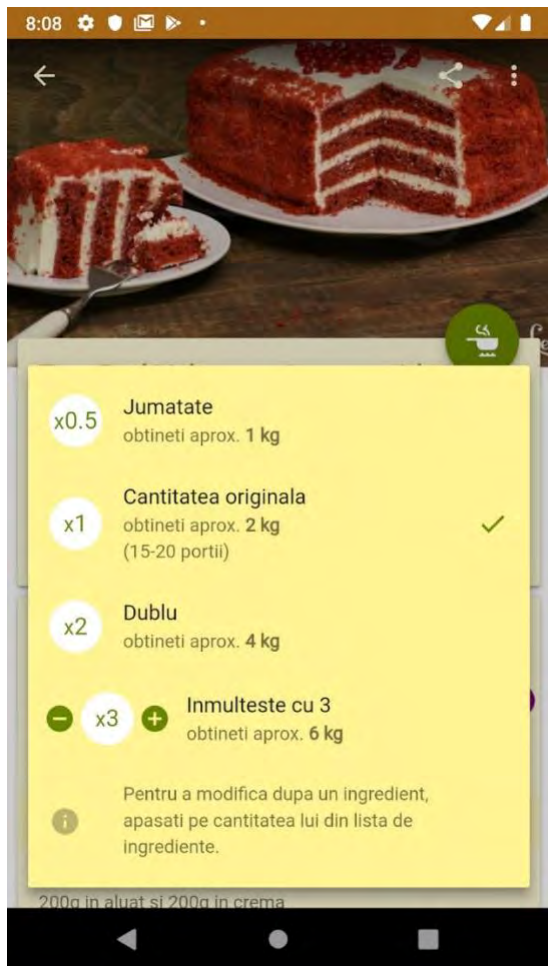 8:08
x0.5
Jumatate
obtineti aprox. 1 kg
x1
Cantitatea originala
obtineti aprox. 2 kg
(15-20 portii)
x2
Dublu
obtineti aprox. 4 kg
x3
Inmulteste cu 3
obtineti aprox. 6 kg
Pentru a modifica dupa un ingredient,
apasati pe cantitatea lui din lista de
ingrediente.
200g in aluat si 200g in crema